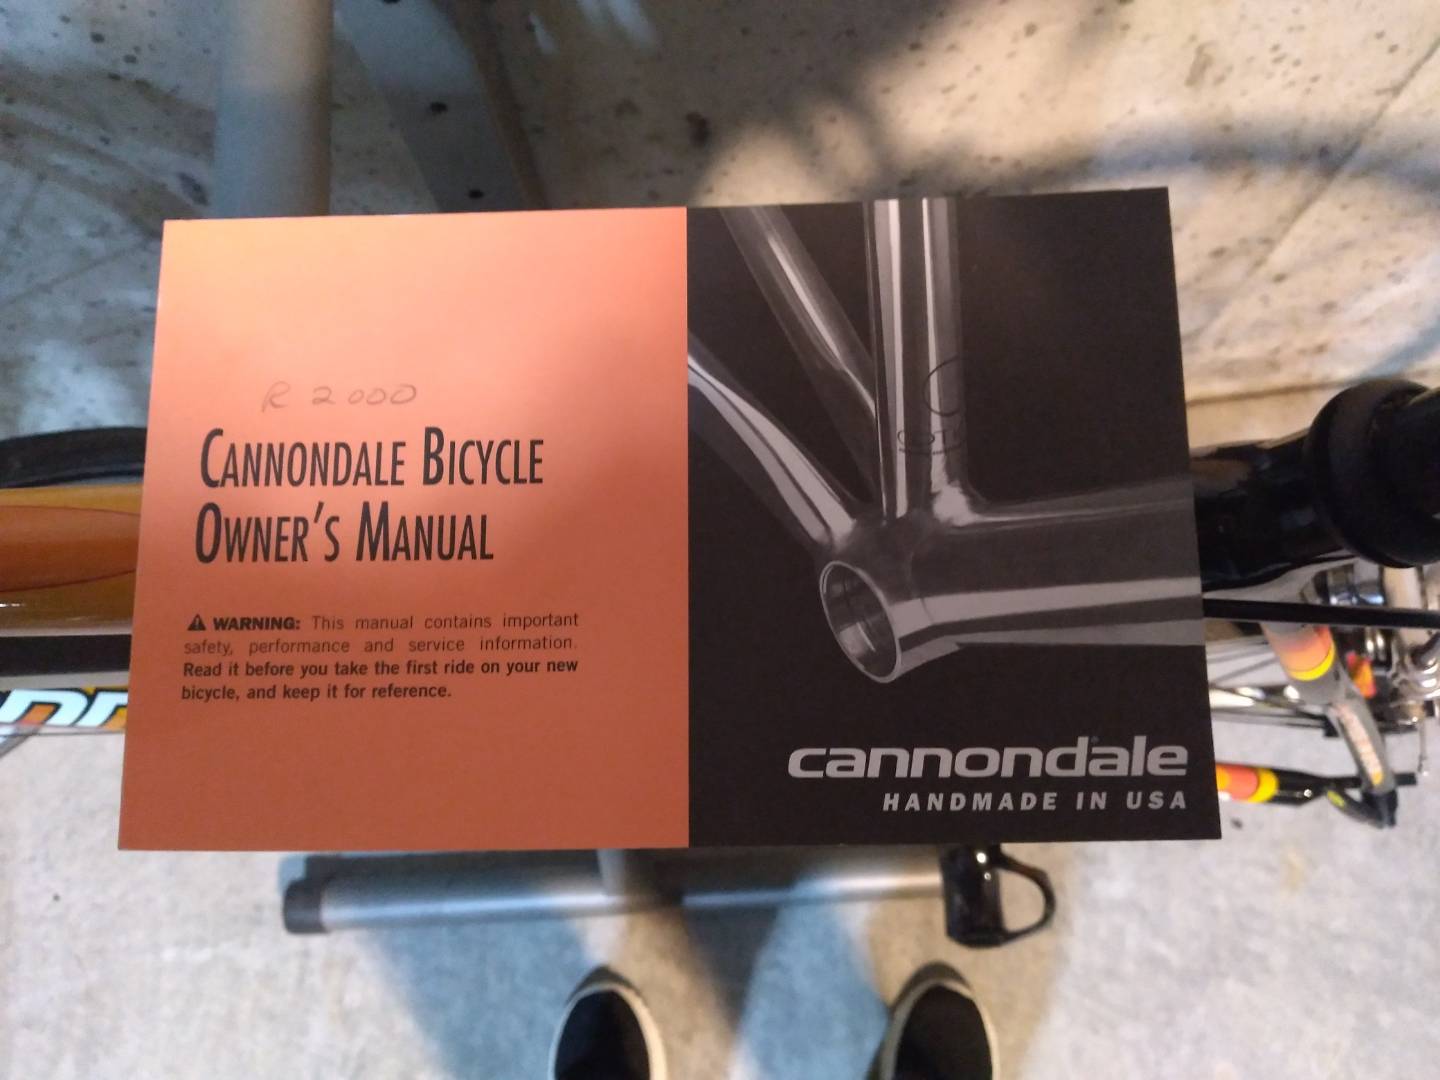 R 2000
CANNONDALE BICYCLE
OWNER'S MANUAL
WARNING: This manual contains important
safety, performance and service information.
Read it before you take the first ride on your new
bicycle, and keep it for reference.
cannondale
HANDMADE IN USA